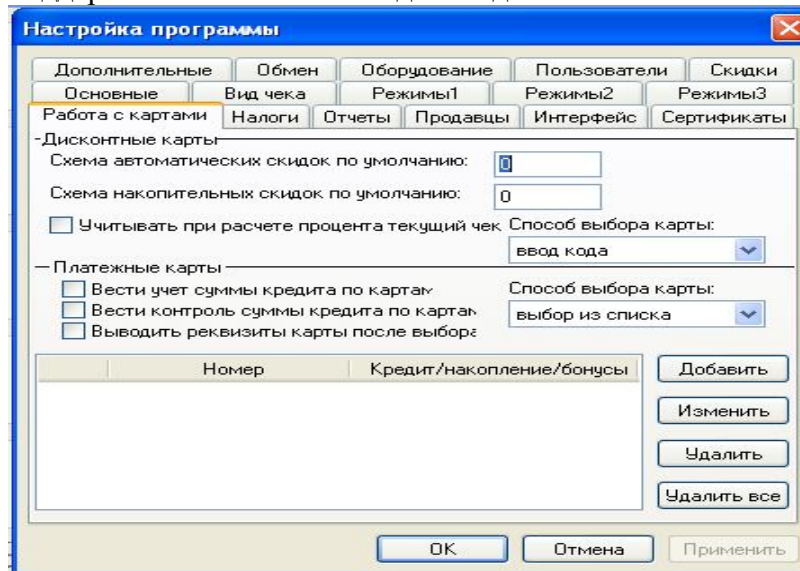 Настройка программы
Дополнительные Обмен Оборудование Пользователи Скидки
Основные Вид чека Режимы1 Режимы2 Режимы3
Работа с картами Налоги Отчеты Продавцы Интерфейс Сертификаты
Дисконтные карты
Схема автоматических скидок по умолчанию: 0
Схема накопительных скидок по умолчанию: 0
Учитывать при расчете процента текущий чек Способ выбора карты:
ввод кода
Платежные карты
Вести учет суммы кредита по картам Способ выбора карты:
Вести контроль суммы кредита по картам выбор из списка
Выводить реквизиты карты после выбора
Номер Кредит/накопление/бонусы Добавить
Изменить
Удалить
Удалить все
OK Отмена Применить